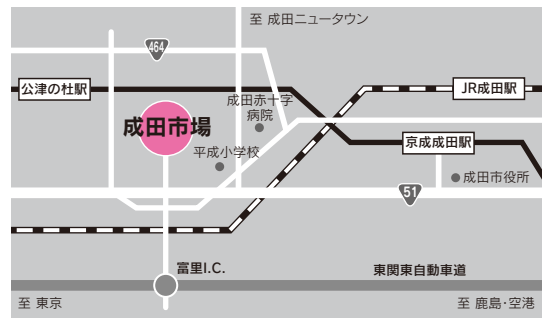 至 成田ニュータウン
464
公津の杜駅
JR成田駅
成田赤十字
病院
成田市場
京成成田駅
平成小学校
成田市役所
51
富里I.C.
東関東自動車道
至 東京
至 鹿島・空港